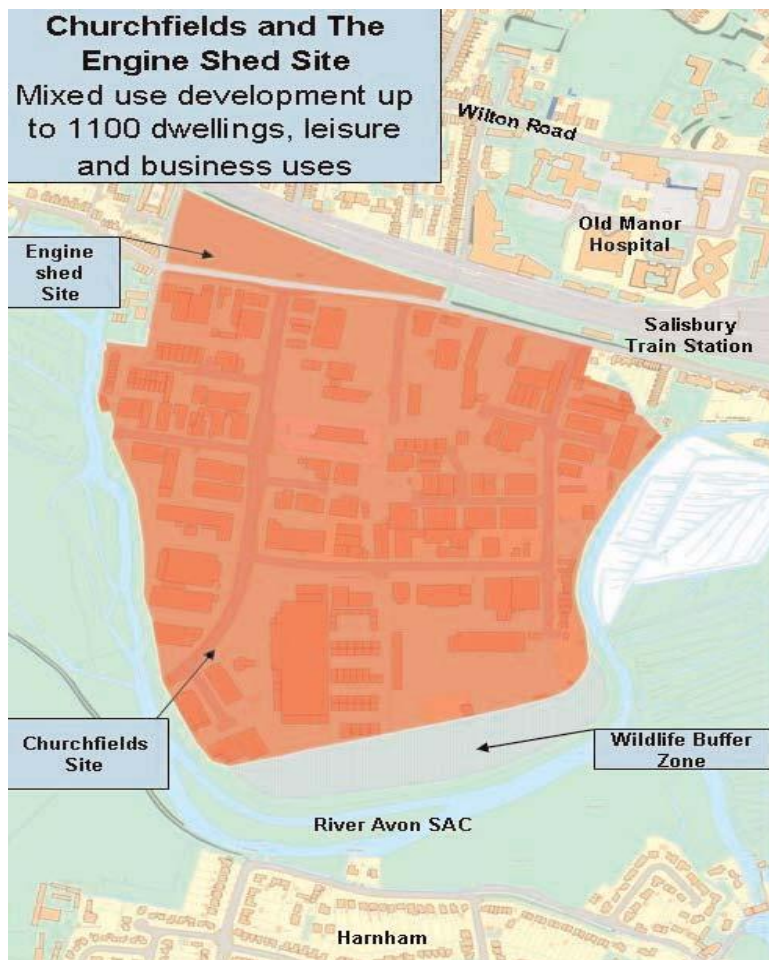 Churchfields and The
Engine Shed Site
Mixed use development up
to 1100 dwellings, leisure
and business uses
Wilton Road
Old Manor
Hospital
Engine
shed
Site
Salisbury
Train Station
Churchfields
Site
Wildlife Buffer
Zone
River Avon SAC
Harnham